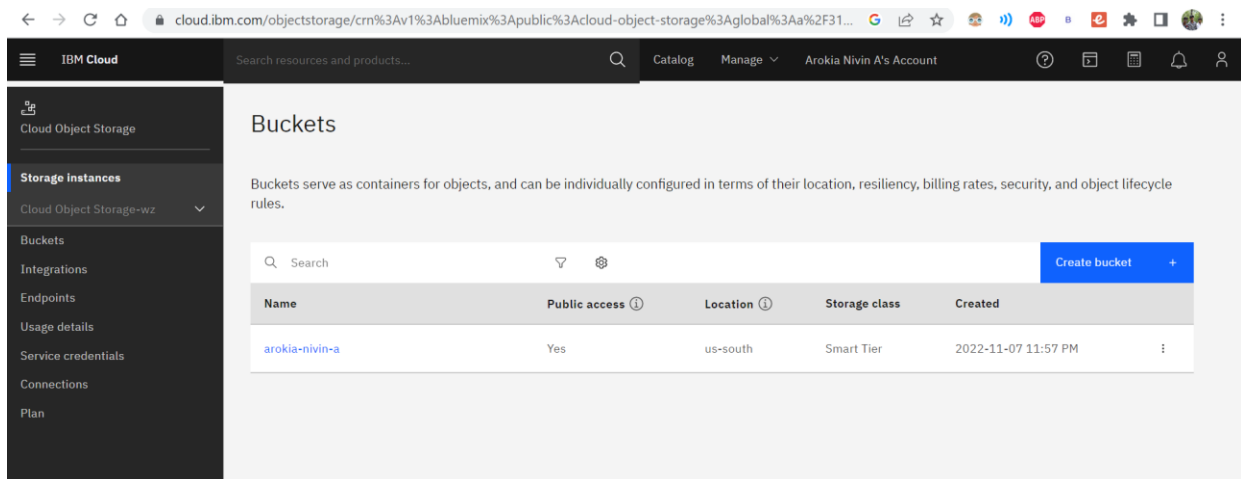 cloud.ibm.com/objectstorage/crn%3Av1%3Abluemix%3Apublic%3Acloud-object-storage%3Aglobal%3Aa%2F31...
ABP
B
IBM Cloud
Search resources and products...
Catalog
Manage
Arokia Nivin A's Account
Cloud Object Storage
Storage instances
Cloud Object Storage-wz
Buckets
Integrations
Endpoints
Usage details
Service credentials
Connections
Plan
Buckets
Buckets serve as containers for objects, and can be individually configured in terms of their location, resiliency, billing rates, security, and object lifecycle
rules.
Search
Create bucket +
Name Public access Location Storage class Created
arokia-nivin-a Yes us-south Smart Tier 2022-11-07 11:57 PM